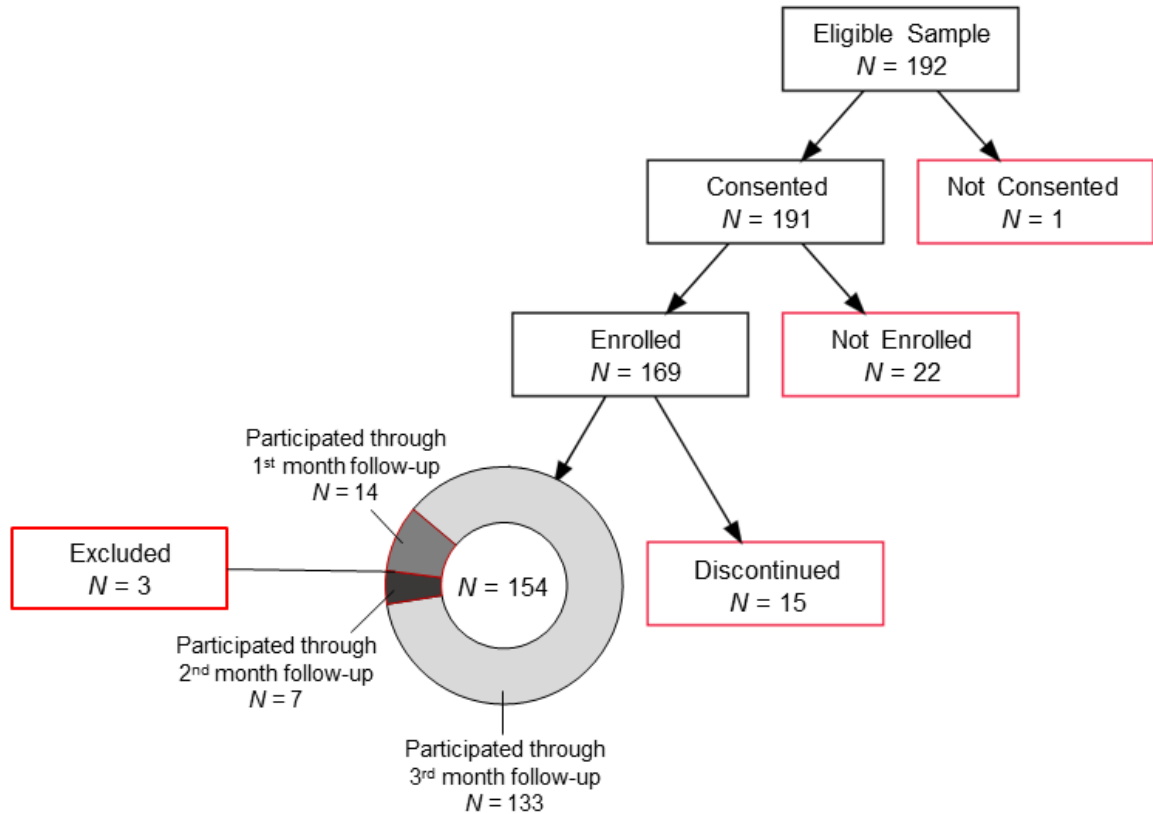 Eligible Sample
N = 192
Consented
N = 191
Not Consented
N = 1
Enrolled
N = 169
Not Enrolled
N = 22
Participated through
1st month follow-up
N = 14
Excluded
N = 3
N = 154
Discontinued
N = 15
Participated through
2nd month follow-up
N = 7
Participated through
3rd month follow-up
N = 133